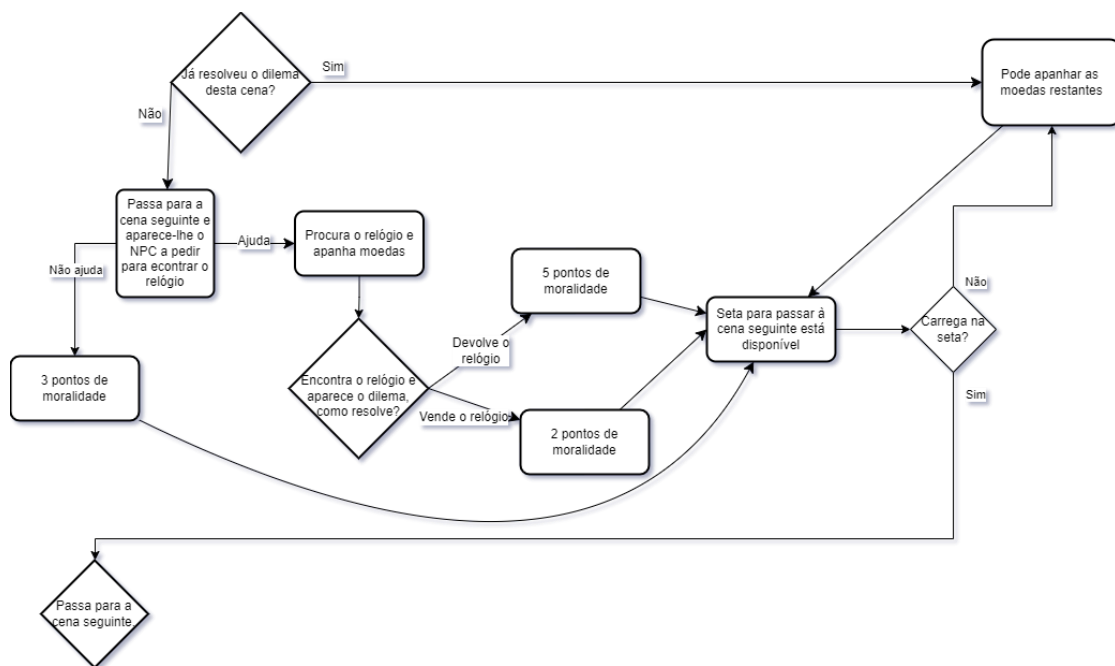 Já resolveu o dilema
desta cena?
Sim
Pode apanhar as
moedas restantes
Não
Passa para a
cena seguinte e
aparece-lhe o
NPC a pedir
para econtrar o
relógio
Ajuda
Procura o relógio e
apanha moedas
Não ajuda
5 pontos de
moralidade
Não
Seta para passar à
cena seguinte está
disponível
Carrega na
seta?
Devolve o
relógio
3 pontos de
moralidade
Encontra o relógio e
aparece o dilema,
como resolve?
Vende o relógio
2 pontos de
moralidade
Sim
Passa para a
cena seguinte.